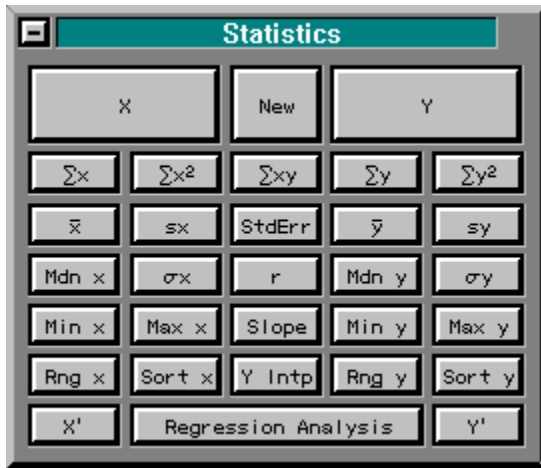 Statistics
X New Y
∑x ∑x² ∑xy ∑y ∑y²
x̄ sx StdErr ȳ sy
Mdn x σx r Mdn y σy
Min x Max x Slope Min y Max y
Rng x Sort x Y Intp Rng y Sort y
X' Regression Analysis Y'